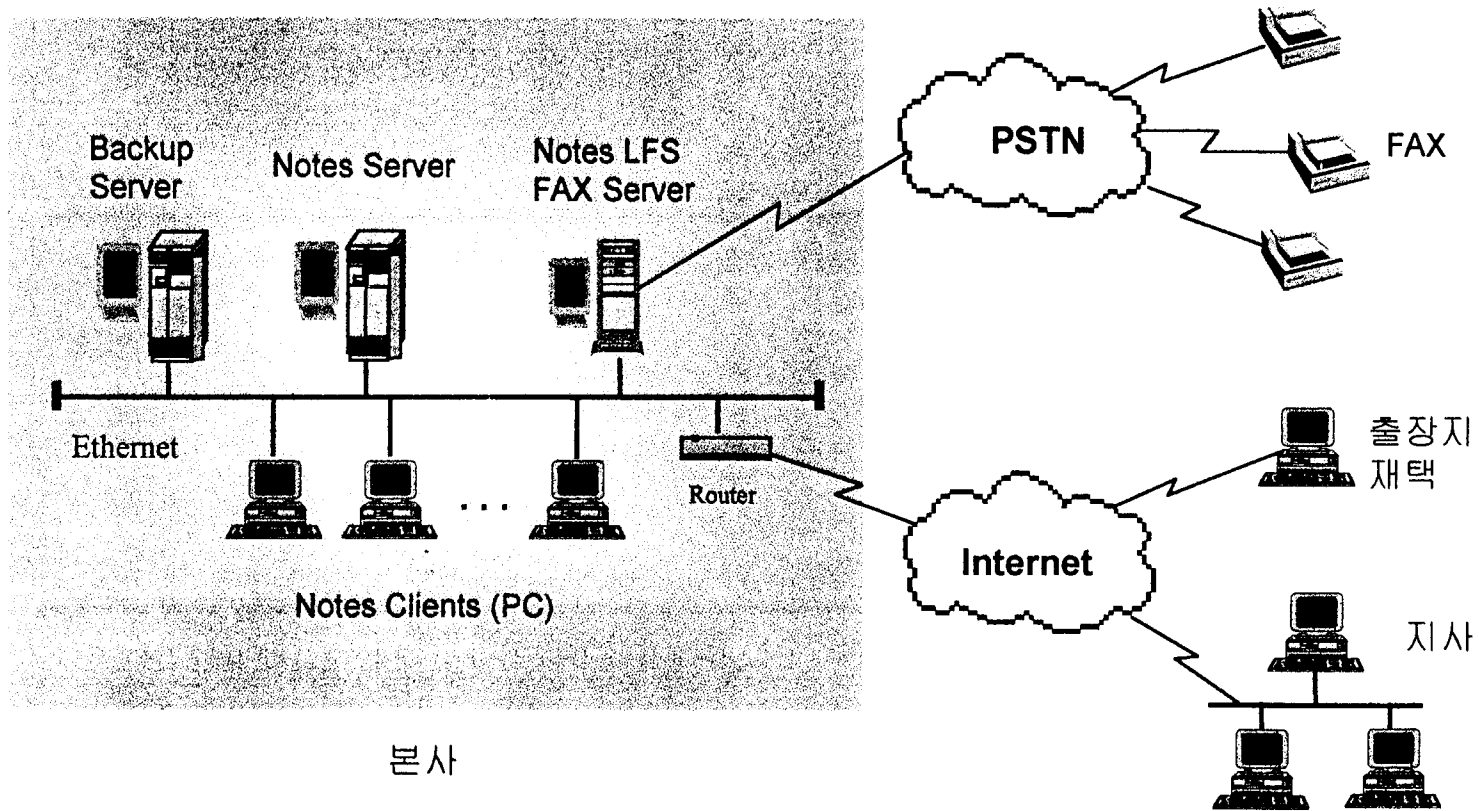 Backup
Server
Notes Server
Notes LFS
FAX Server
PSTN
FAX
Ethernet
Router
...
Notes Clients (PC)
Internet
출장지
재택
지사
본사